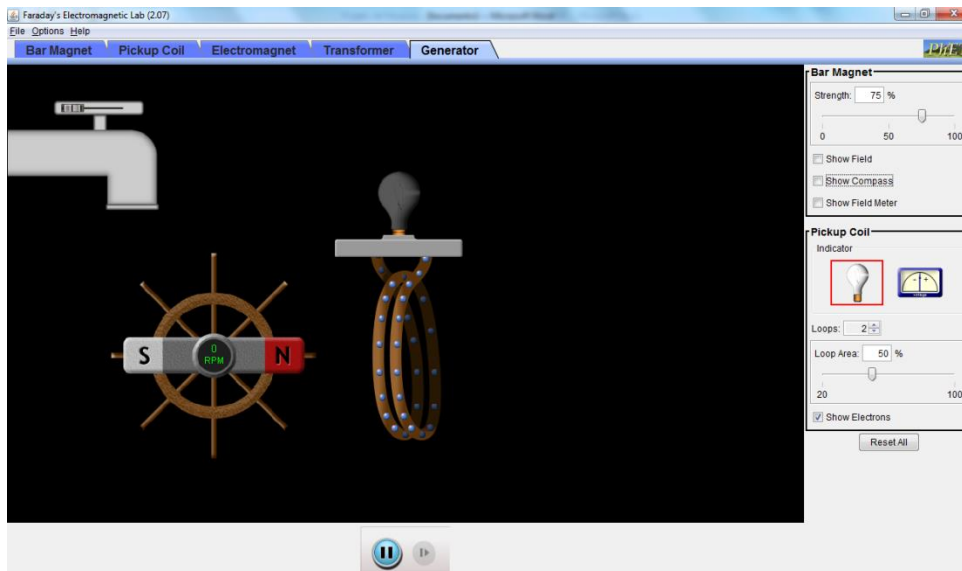 Faraday's Electromagnetic Lab (2.07)
File Options Help
Bar Magnet Pickup Coil Electromagnet Transformer Generator
Bar Magnet
Strength: 75 %
0 50 100
Show Field
Show Compass
Show Field Meter
Pickup Coil
Indicator
voltage
Loops: 2
Loop Area: 50 %
20 100
Show Electrons
Reset All
S 0 N
RPM